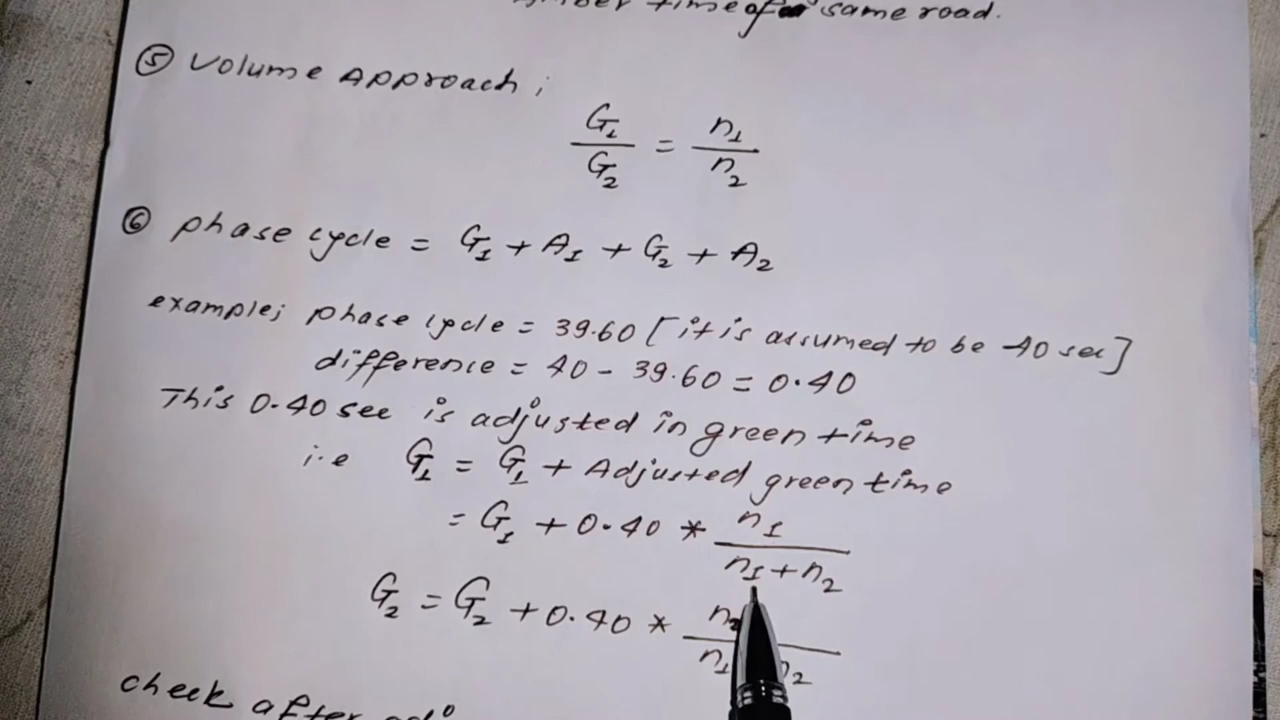 time of same road.
⑤ Volume Approach;
G₁/G₂ = n₁/n₂
⑥ phase cycle = G₁ + A₁ + G₂ + A₂
example; phase cycle = 39.60 [it is assumed to be 40 sec]
difference = 40 - 39.60 = 0.40
This 0.40 sec is adjusted in green time
i.e G₁ = G₁ + Adjusted green time
= G₁ + 0.40 * n₁/(n₁+n₂)
G₂ = G₂ + 0.40 *
check after